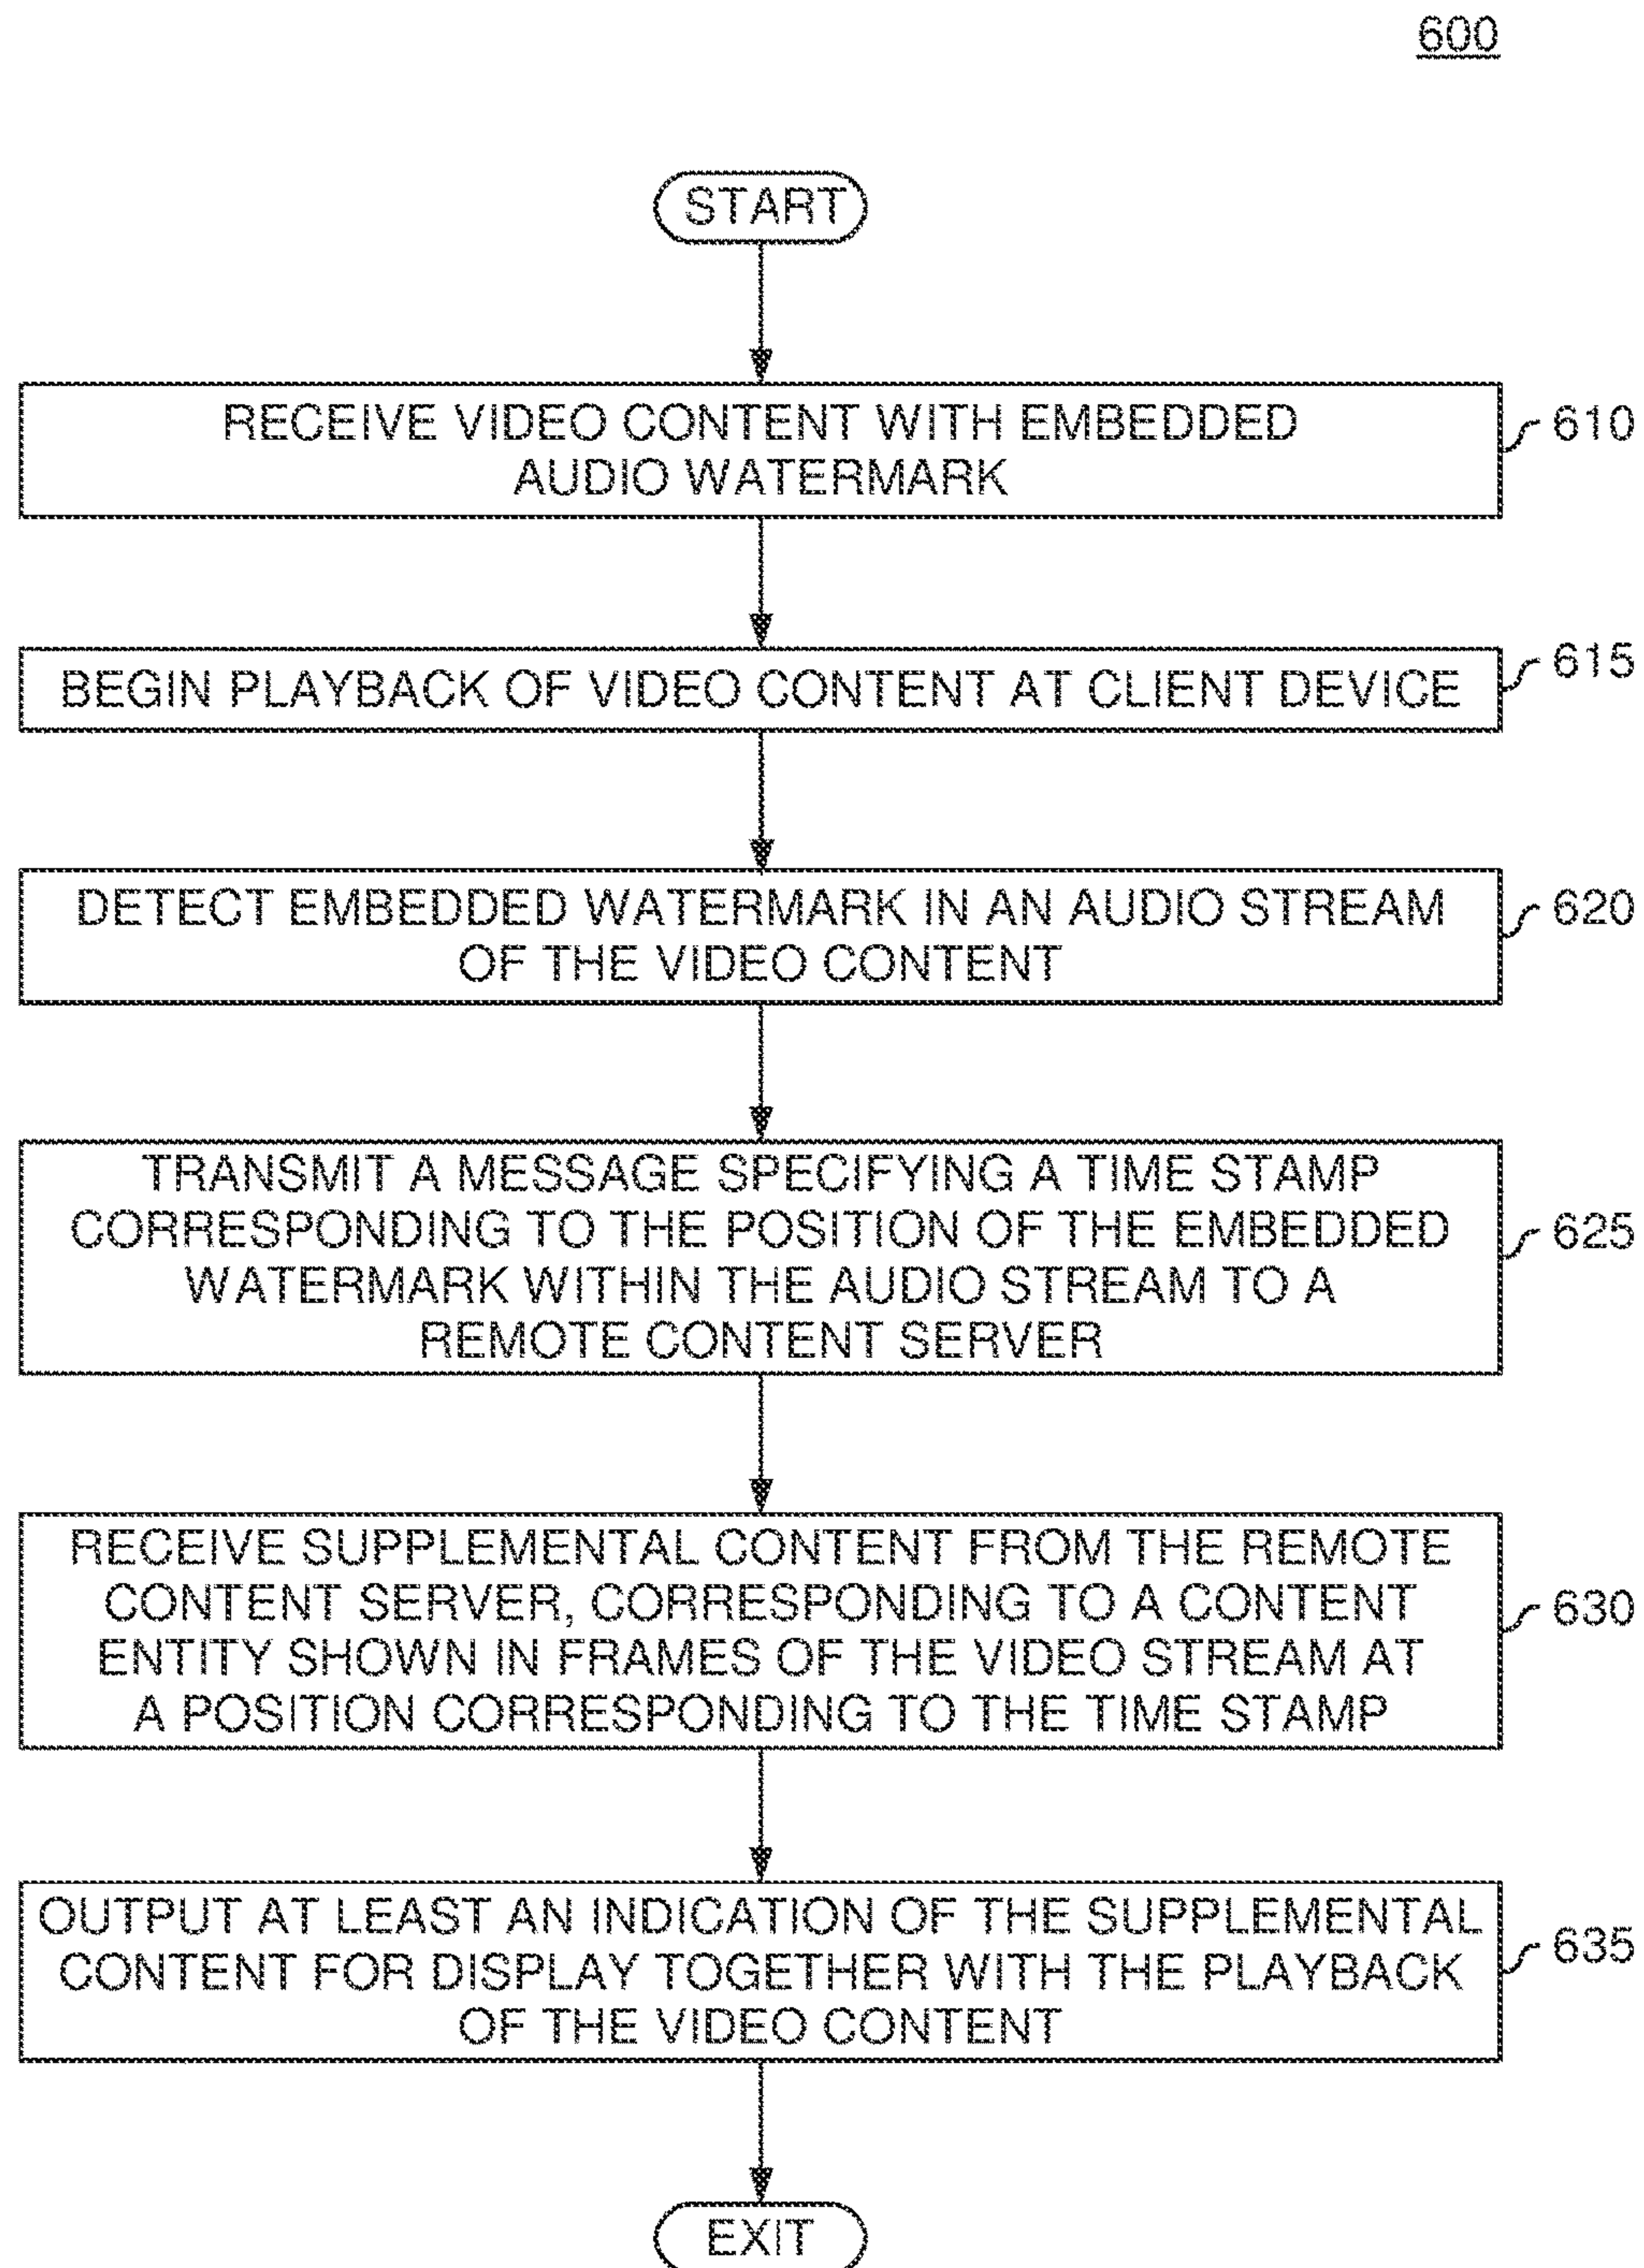 600
START
RECEIVE VIDEO CONTENT WITH EMBEDDED
AUDIO WATERMARK
610
BEGIN PLAYBACK OF VIDEO CONTENT AT CLIENT DEVICE
615
DETECT EMBEDDED WATERMARK IN AN AUDIO STREAM
OF THE VIDEO CONTENT
620
TRANSMIT A MESSAGE SPECIFYING A TIME STAMP
CORRESPONDING TO THE POSITION OF THE EMBEDDED
WATERMARK WITHIN THE AUDIO STREAM TO A
REMOTE CONTENT SERVER
625
RECEIVE SUPPLEMENTAL CONTENT FROM THE REMOTE
CONTENT SERVER, CORRESPONDING TO A CONTENT
ENTITY SHOWN IN FRAMES OF THE VIDEO STREAM AT
A POSITION CORRESPONDING TO THE TIME STAMP
630
OUTPUT AT LEAST AN INDICATION OF THE SUPPLEMENTAL
CONTENT FOR DISPLAY TOGETHER WITH THE PLAYBACK
OF THE VIDEO CONTENT
635
EXIT